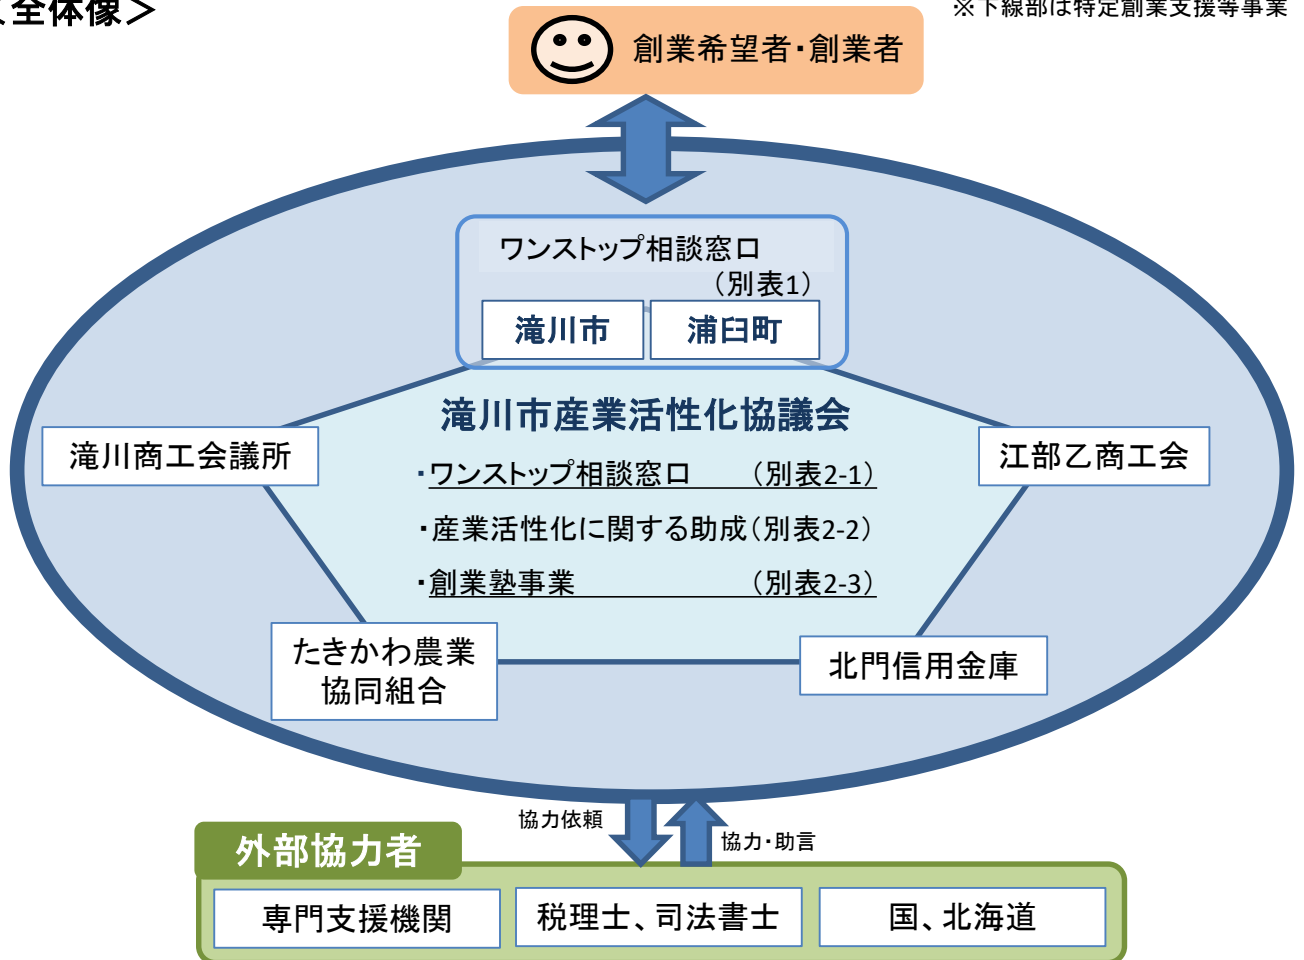 ＜全体像＞
※下線部は特定創業支援等事業
創業希望者・創業者
ワンストップ相談窓口
（別表1）
滝川市
浦臼町
滝川市産業活性化協議会
・ワンストップ相談窓口　（別表2-1）
・産業活性化に関する助成（別表2-2）
・創業塾事業　（別表2-3）
滝川商工会議所
江部乙商工会
たきかわ農業
協同組合
北門信用金庫
協力依頼
協力・助言
外部協力者
専門支援機関
税理士、司法書士
国、北海道